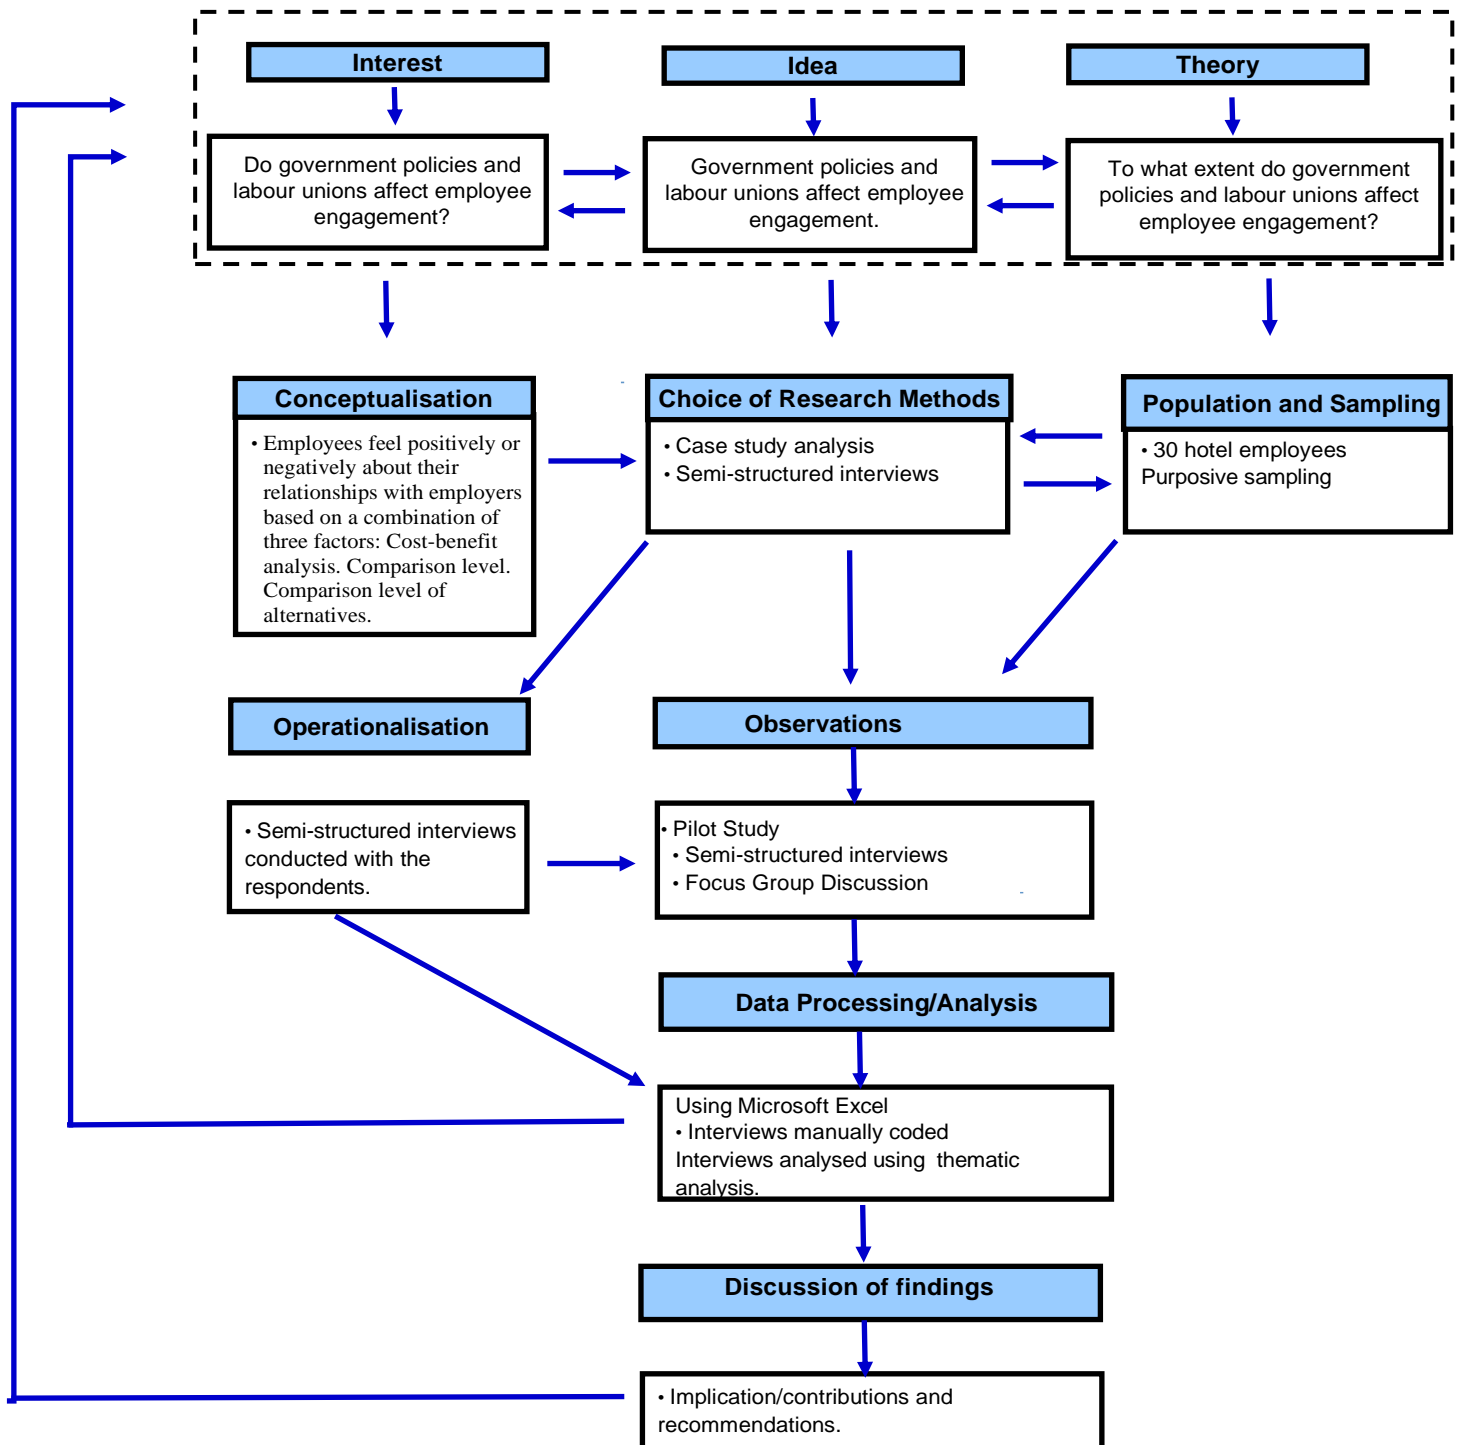 Interest
Idea
Theory
Do government policies and
labour unions affect employee
engagement?
Government policies and
labour unions affect employee
engagement.
To what extent do government
policies and labour unions affect
employee engagement?
Conceptualisation
• Employees feel positively or
negatively about their
relationships with employers
based on a combination of
three factors: Cost-benefit
analysis. Comparison level.
Comparison level of
alternatives.
Choice of Research Methods
• Case study analysis
• Semi-structured interviews
Population and Sampling
• 30 hotel employees
Purposive sampling
Operationalisation
Observations
• Semi-structured interviews
conducted with the
respondents.
• Pilot Study
• Semi-structured interviews
• Focus Group Discussion
Data Processing/Analysis
Using Microsoft Excel
• Interviews manually coded
Interviews analysed using thematic
analysis.
Discussion of findings
• Implication/contributions and
recommendations.